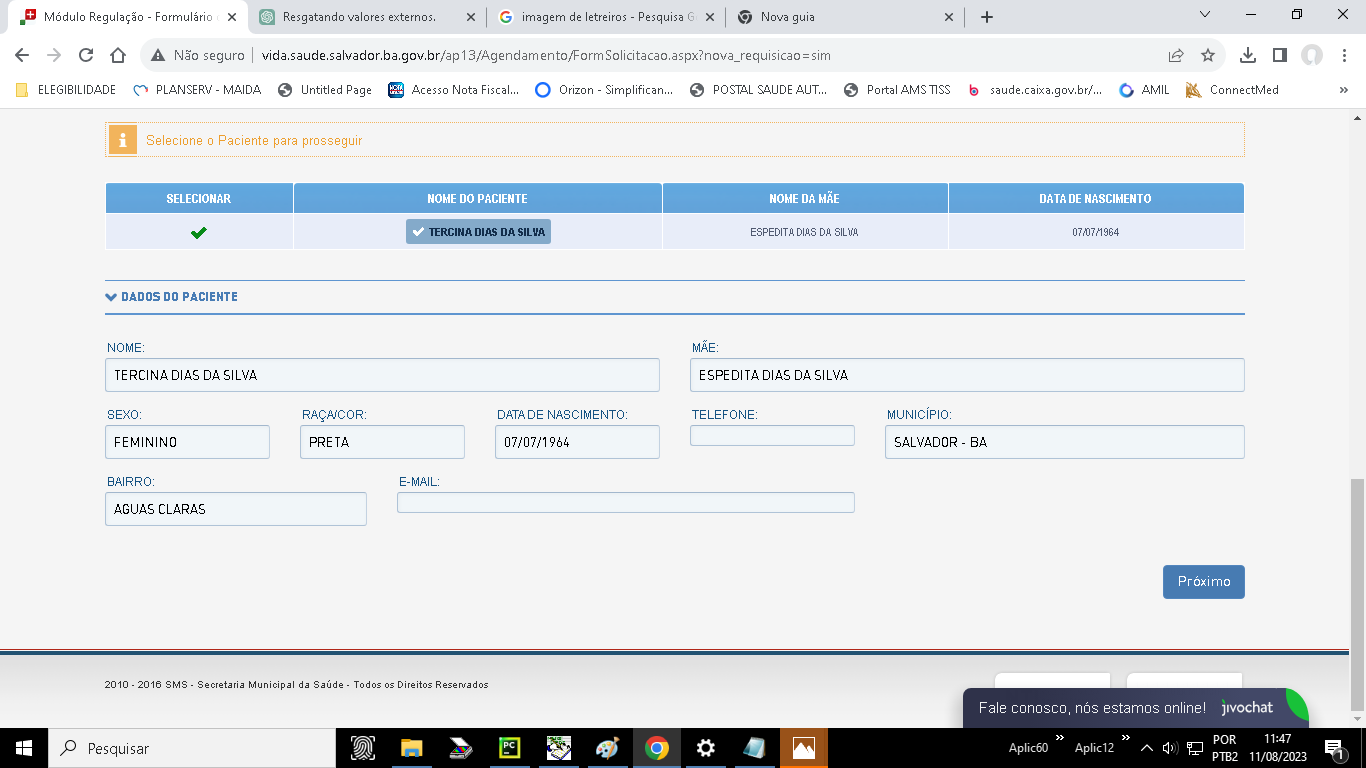 Módulo Regulação - Formulário
Resgatando valores externos.
imagem de letreiros - Pesquisa G
Nova guia
Não seguro
vida.saude.salvador.ba.gov.br/ap13/Agendamento/FormSolicitacao.aspx?nova_requisicao=sim
ELEGIBILIDADE
PLANSERV - MAIDA
Untitled Page
Acesso Nota Fiscal...
Orizon - Simplifican...
POSTAL SAUDE AUT...
Portal AMS TISS
saude.caixa.gov.br/...
AMIL
ConnectMed
»
Selecione o Paciente para prosseguir
SELECIONAR NOME DO PACIENTE NOME DA MÃE DATA DE NASCIMENTO
TERCINA DIAS DA SILVA ESPEDITA DIAS DA SILVA 07/07/1964
DADOS DO PACIENTE
NOME: MÃE:
TERCINA DIAS DA SILVA ESPEDITA DIAS DA SILVA
SEXO: RAÇA/COR: DATA DE NASCIMENTO: TELEFONE: MUNICÍPIO:
FEMININO PRETA 07/07/1964 SALVADOR - BA
BAIRRO: E-MAIL:
AGUAS CLARAS
Próximo
2010 - 2016 SMS - Secretaria Municipal da Saúde - Todos os Direitos Reservados
Fale conosco, nós estamos online! jivochat
Pesquisar
PC
Aplic60 »
Aplic12 »
POR
PTB2
11:47
11/08/2023
1